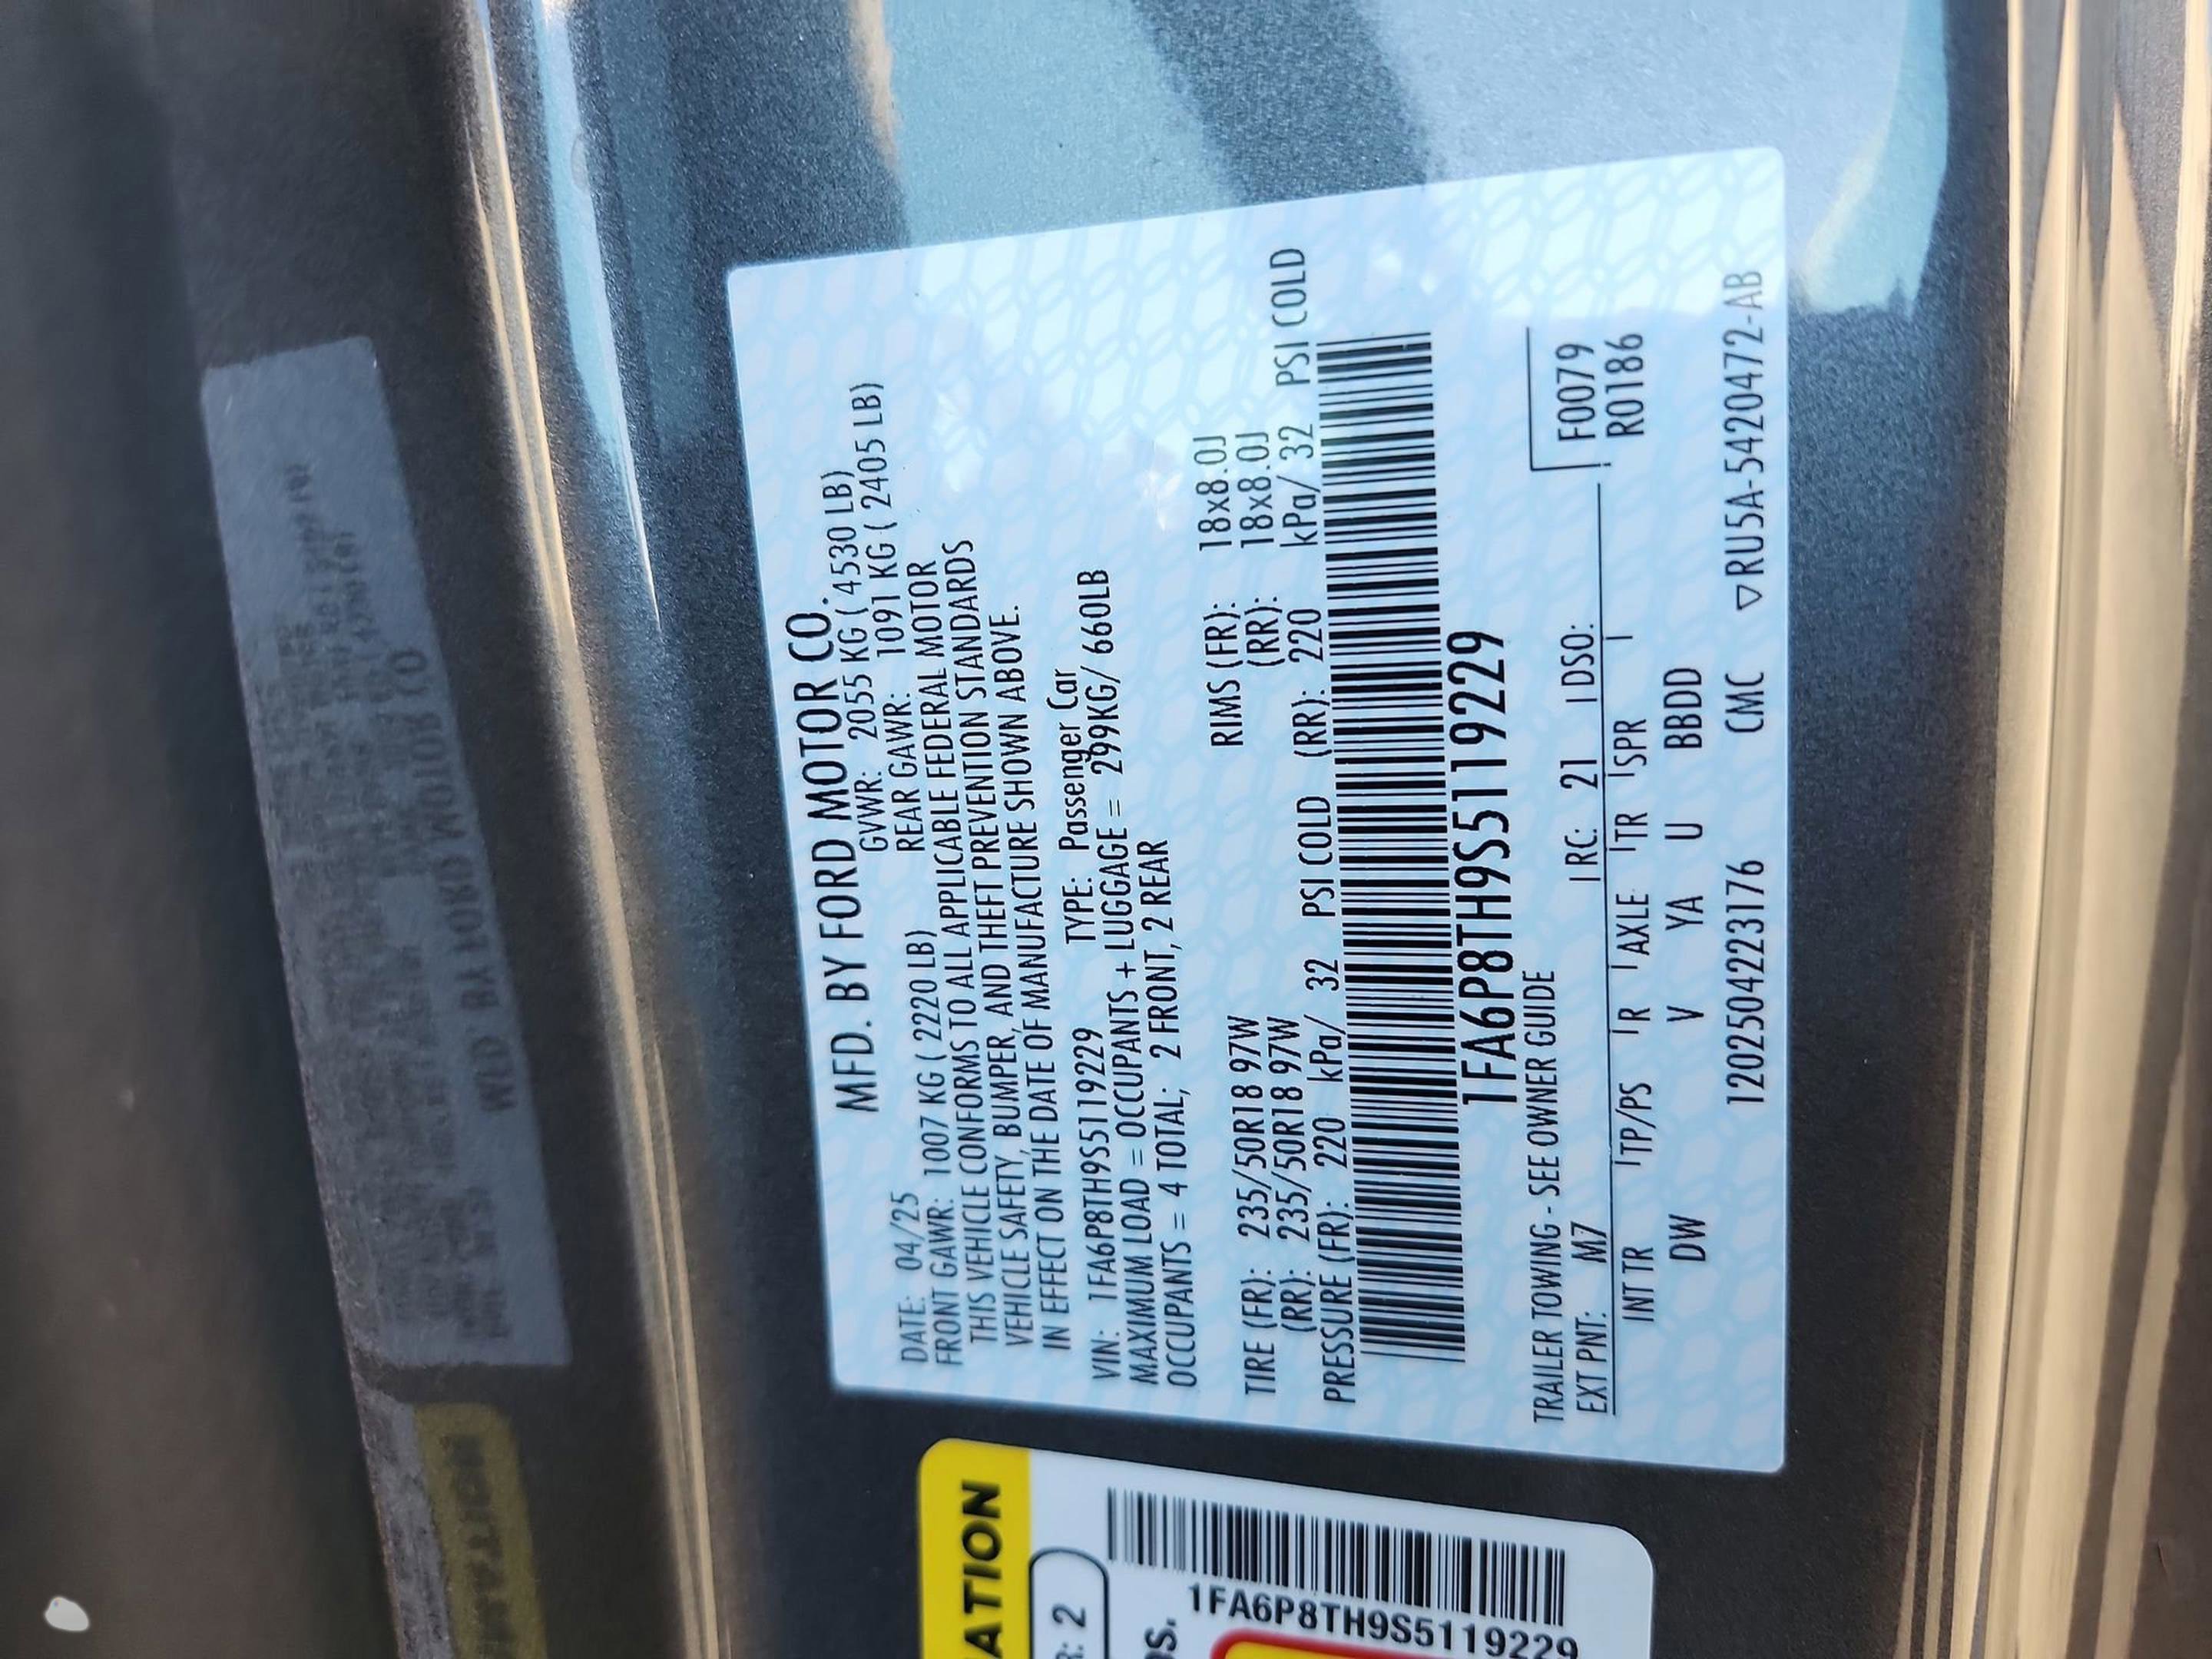 MFD. BY FORD MOTOR CO.
DATE: 04/25 GVWR: 2055 KG ( 4530 LB)
FRONT GAWR: 1007 KG ( 2220 LB) REAR GAWR: 1091 KG ( 2405 LB)
THIS VEHICLE CONFORMS TO ALL APPLICABLE FEDERAL MOTOR
VEHICLE SAFETY, BUMPER, AND THEFT PREVENTION STANDARDS
IN EFFECT ON THE DATE OF MANUFACTURE SHOWN ABOVE.
VIN: 1FA6P8TH9S5119229 TYPE: Passenger Car
MAXIMUM LOAD = OCCUPANTS + LUGGAGE = 299KG/ 660LB
OCCUPANTS = 4 TOTAL; 2 FRONT, 2 REAR
TIRE (FR): 235/50R18 97W RIMS (FR): 18x8.0J
(RR): 235/50R18 97W (RR): 18x8.0J
PRESSURE (FR): 220 kPa/ 32 PSI COLD (RR): 220 kPa/ 32 PSI COLD
1FA6P8TH9S5119229
TRAILER TOWING - SEE OWNER GUIDE
EXT PNT: M7 RC: 21 DSO: F0079
R0186
INT TR TP/PS R AXLE TR SPR
DW V YA U BBDD
1202504223176 CMC ▽RU5A-5420472-AB
ATION
R: 2
os.
1FA6P8TH9S5119229